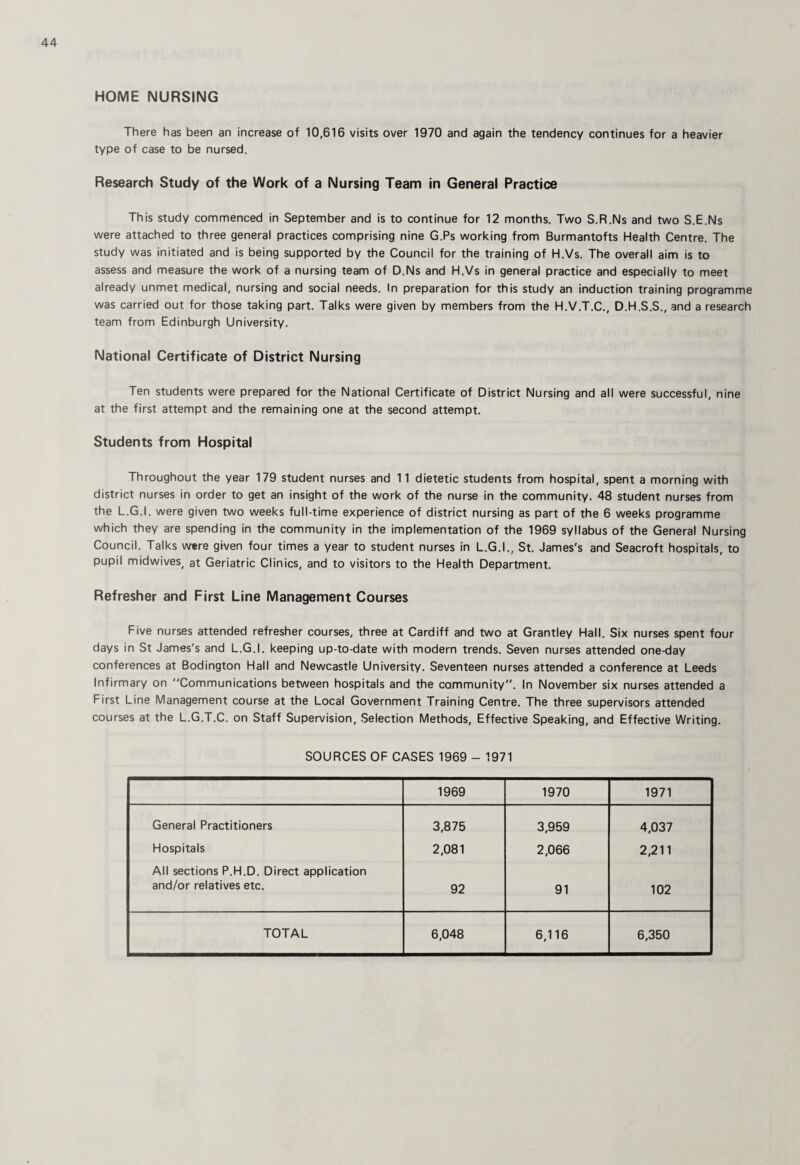 44
HOME NURSING
There has been an increase of 10,616 visits over 1970 and again the tendency continues for a heavier
type of case to be nursed.
Research Study of the Work of a Nursing Team in General Practice
This study commenced in September and is to continue for 12 months. Two S.R.Ns and two S.E.Ns
were attached to three general practices comprising nine G.Ps working from Burmantofts Health Centre. The
study was initiated and is being supported by the Council for the training of H.Vs. The overall aim is to
assess and measure the work of a nursing team of D.Ns and H.Vs in general practice and especially to meet
already unmet medical, nursing and social needs. In preparation for this study an induction training programme
was carried out for those taking part. Talks were given by members from the H.V.T.C., D.H.S.S., and a research
team from Edinburgh University.
National Certificate of District Nursing
Ten students were prepared for the National Certificate of District Nursing and all were successful, nine
at the first attempt and the remaining one at the second attempt.
Students from Hospital
Throughout the year 179 student nurses and 11 dietetic students from hospital, spent a morning with
district nurses in order to get an insight of the work of the nurse in the community. 48 student nurses from
the L.G.I. were given two weeks full-time experience of district nursing as part of the 6 weeks programme
which they are spending in the community in the implementation of the 1969 syllabus of the General Nursing
Council. Talks were given four times a year to student nurses in L.G.I., St. James's and Seacroft hospitals, to
pupil midwives, at Geriatric Clinics, and to visitors to the Health Department.
Refresher and First Line Management Courses
Five nurses attended refresher courses, three at Cardiff and two at Grantley Hall. Six nurses spent four
days in St James's and L.G.I. keeping up-to-date with modern trends. Seven nurses attended one-day
conferences at Bodington Hall and Newcastle University. Seventeen nurses attended a conference at Leeds
Infirmary on "Communications between hospitals and the community". In November six nurses attended a
First Line Management course at the Local Government Training Centre. The three supervisors attended
courses at the L.G.T.C. on Staff Supervision, Selection Methods, Effective Speaking, and Effective Writing.
SOURCES OF CASES 1969 – 1971
1969 1970 1971
General Practitioners 3,875 3,959 4,037
Hospitals 2,081 2,066 2,211
All sections P.H.D. Direct application
and/or relatives etc. 92 91 102
TOTAL 6,048 6,116 6,350